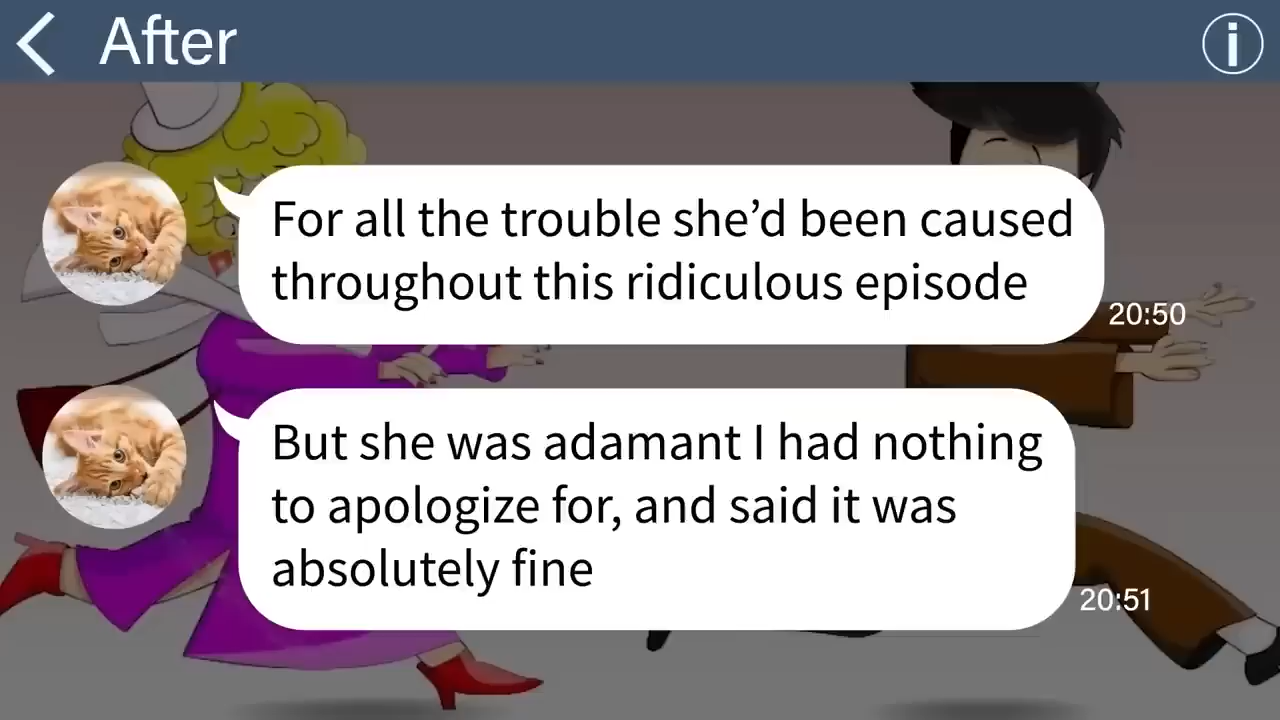 After
For all the trouble she’d been caused
throughout this ridiculous episode
20:50
But she was adamant I had nothing
to apologize for, and said it was
absolutely fine
20:51